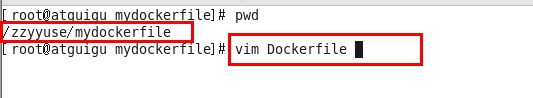 [root@atguigu mydockerfile]# pwd
/zzyyuse/mydockerfile
[root@atguigu mydockerfile]# vim Dockerfile